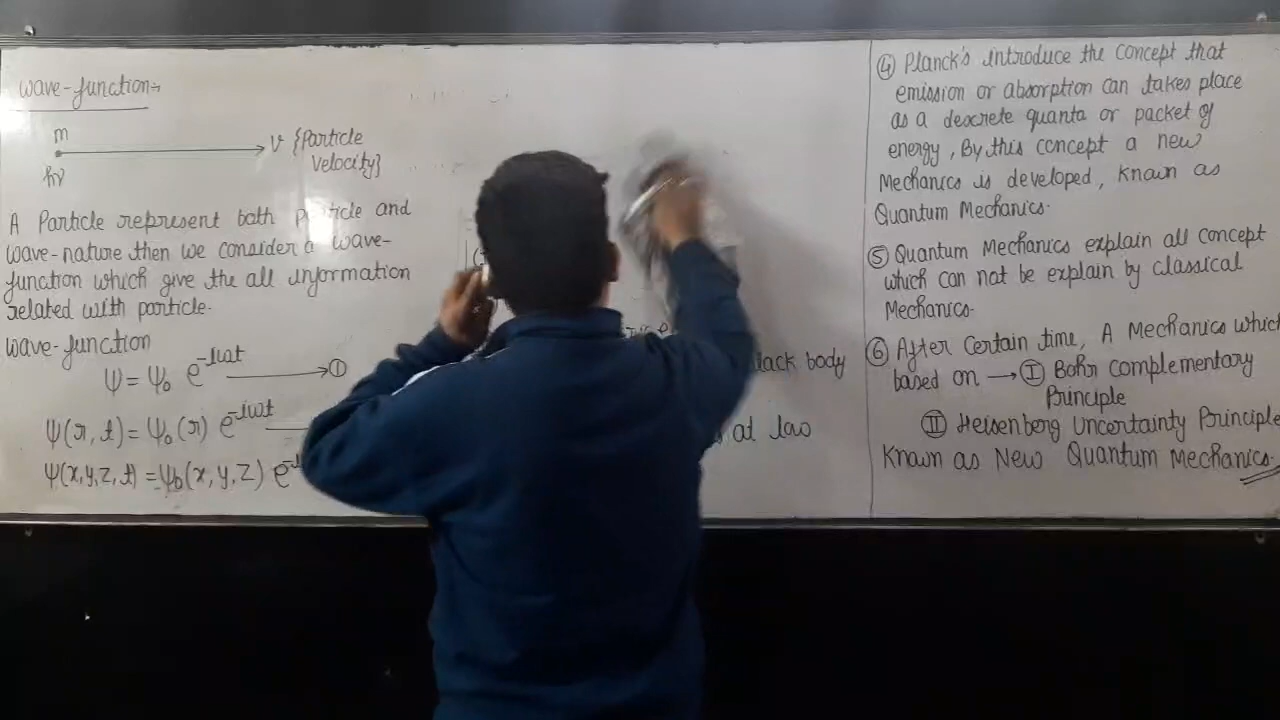 Wave-function:→
m
hν
v {Particle
Velocity}
A Particle represent both and
wave-nature then we consider a wave-
function which give the all information
related with particle.
Wave-function
ψ = ψ₀ e^-iωt → ①
ψ(r, t) = ψ₀(r) e^-iωt
ψ(x,y,z,t) = ψ₀(x, y, z) e
body
at law
④ Planck's introduce the concept that
emission or absorption can takes place
as a descrete quanta or packet of
energy, By this concept a new
Mechanics is developed, Known as
Quantum Mechanics.
⑤ Quantum Mechanics explain all concept
which can not be explain by classical
Mechanics.
⑥ After Certain time, A Mechanics which
based on → Ⓘ Bohr complementary
Principle
Ⅱ Heisenberg Uncertainty Principle
Known as New Quantum Mechanics.